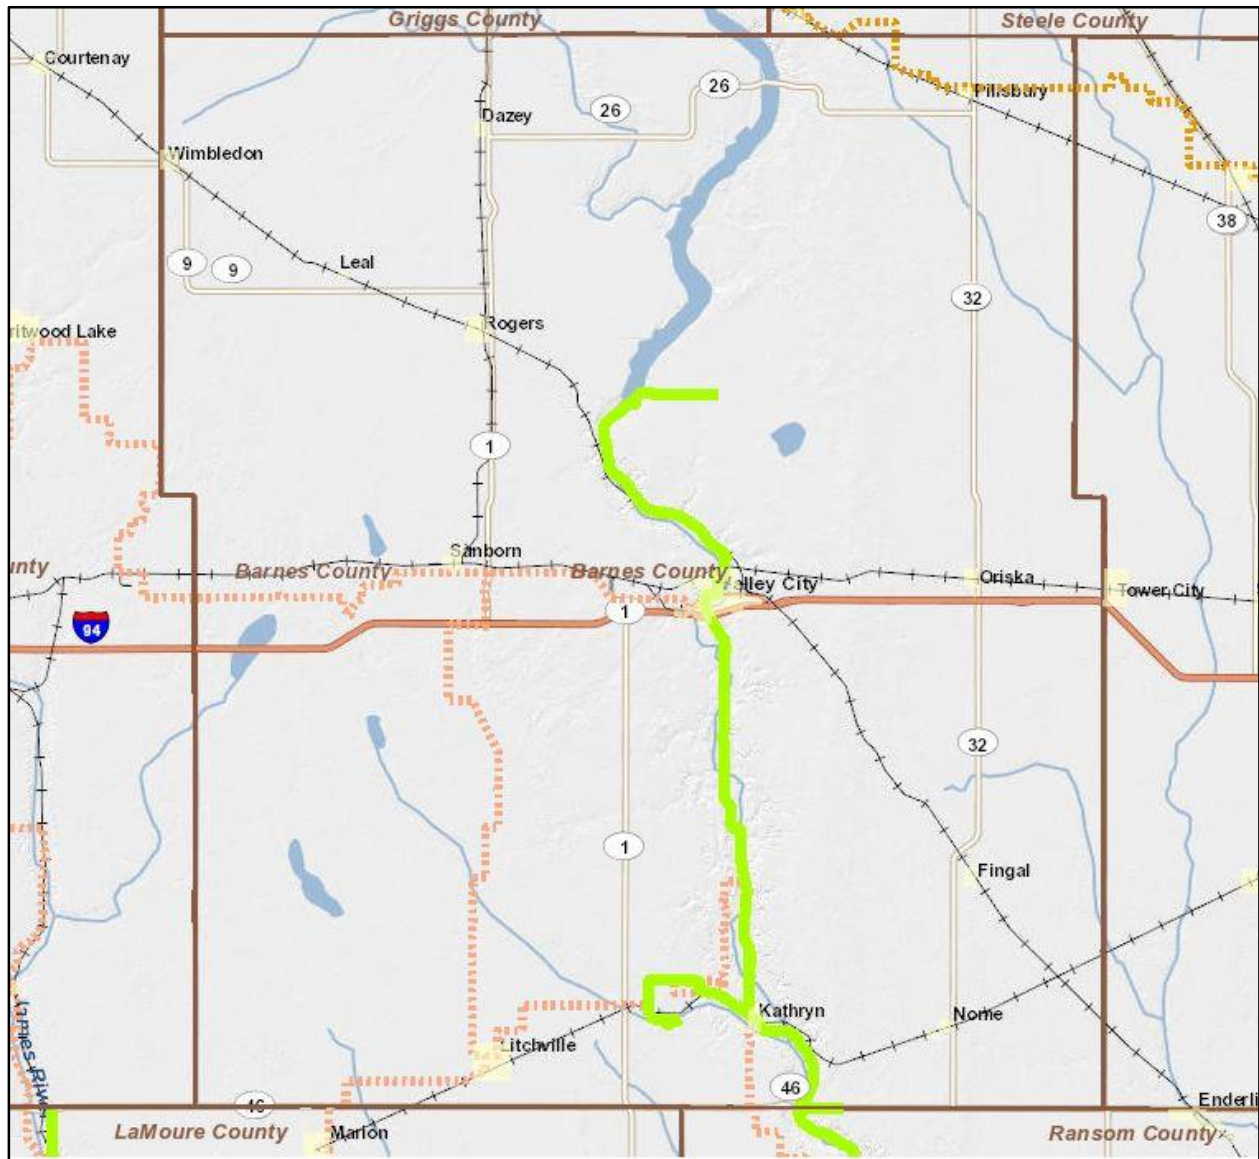 Griggs County
Steele County
Courtenay
26
26
Pillsbury
Dazey
Wimbledon
38
9
9
Leal
32
ritwood Lake
Rogers
1
Sanborn
unty
Barnes County
Barnes County
Valley City
Oriska
Tower City
1
94
32
1
Fingal
James River
Kathryn
Nome
Litchville
46
46
Enderli
LaMoure County
Marion
Ransom County